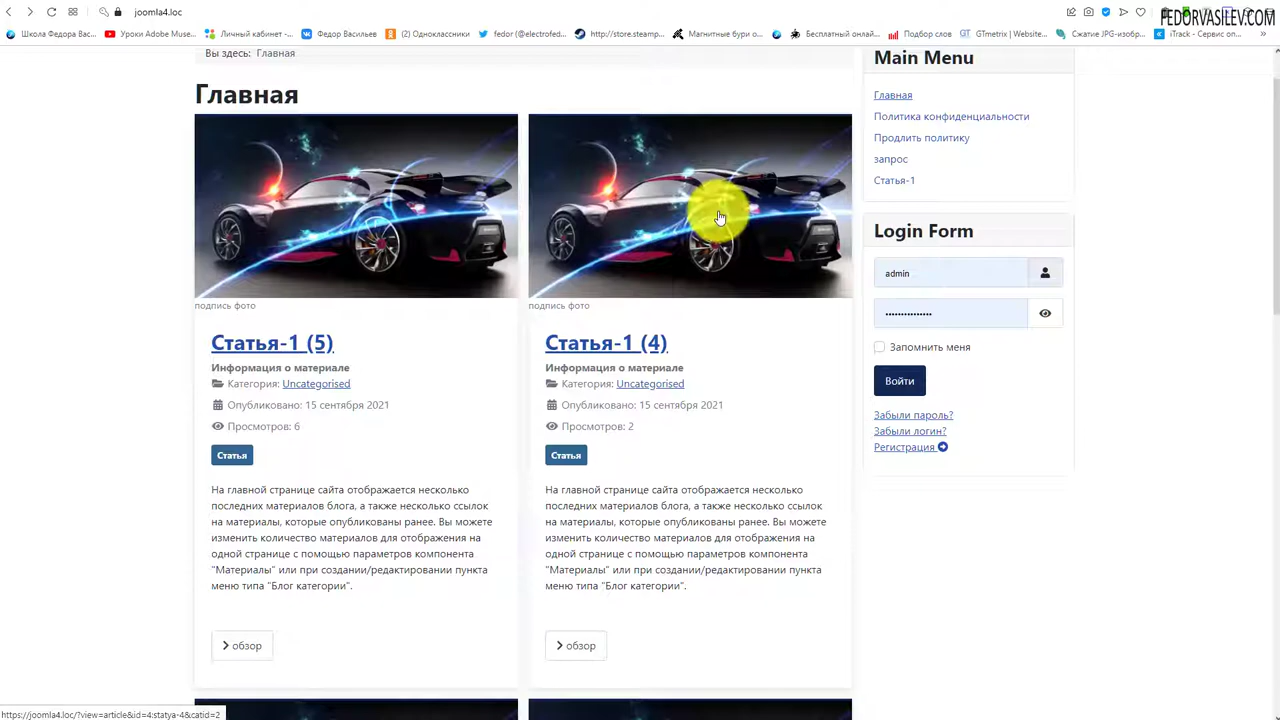 joomla4.loc
FEDORVASILEV.COM
Школа Федора Вас...
Уроки Adobe Muse...
Личный кабинет -...
Федор Васильев
(2) Одноклассники
fedor (@electrofed...
http://store.steamp...
Магнитные бури о...
Бесплатный онлай...
Подбор слов
GTmetrix | Website...
Сжатие JPG-изобр...
iTrack - Сервис оп...
Вы здесь: Главная
Главная
подпись фото
подпись фото
Статья-1 (5)
Информация о материале
Категория: Uncategorised
Опубликовано: 15 сентября 2021
Просмотров: 6
Статья
На главной странице сайта отображается несколько
последних материалов блога, а также несколько ссылок
на материалы, которые опубликованы ранее. Вы можете
изменить количество материалов для отображения на
одной странице с помощью параметров компонента
"Материалы" или при создании/редактировании пункта
меню типа "Блог категории".
обзор
Статья-1 (4)
Информация о материале
Категория: Uncategorised
Опубликовано: 15 сентября 2021
Просмотров: 2
Статья
На главной странице сайта отображается несколько
последних материалов блога, а также несколько ссылок
на материалы, которые опубликованы ранее. Вы можете
изменить количество материалов для отображения на
одной странице с помощью параметров компонента
"Материалы" или при создании/редактировании пункта
меню типа "Блог категории".
обзор
Main Menu
Главная
Политика конфиденциальности
Продлить политику
запрос
Статья-1
Login Form
admin
Запомнить меня
Войти
Забыли пароль?
Забыли логин?
Регистрация
https://joomla4.loc/?view=article&id=4:statya-4&catid=2